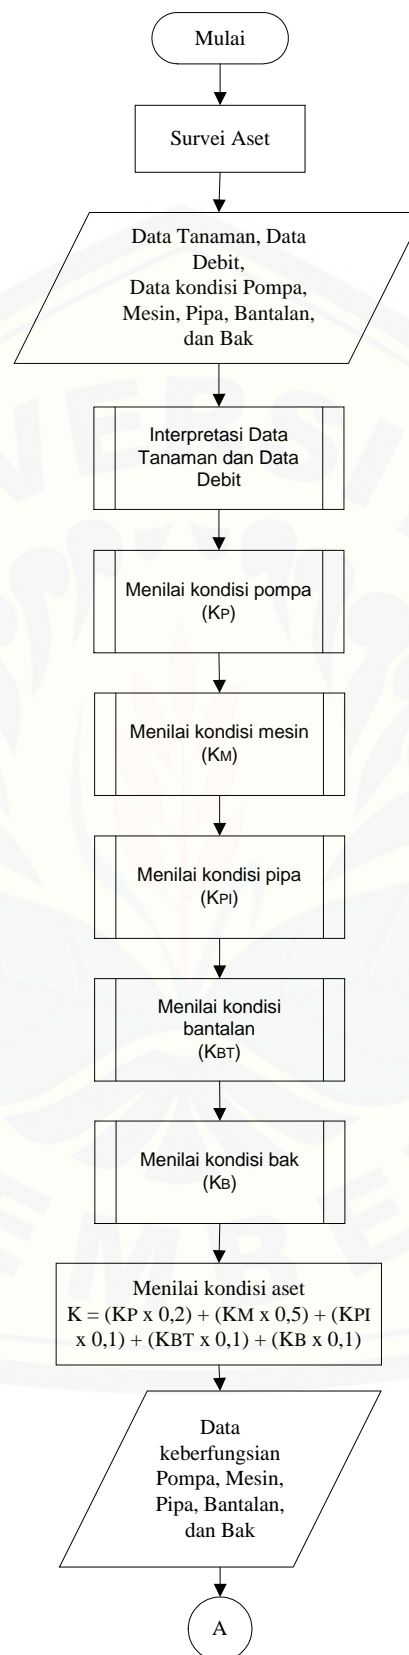 Mulai
Survei Aset
Data Tanaman, Data
Debit,
Data kondisi Pompa,
Mesin, Pipa, Bantalan,
dan Bak
Interpretasi Data
Tanaman dan Data
Debit
Menilai kondisi pompa
(KP)
Menilai kondisi mesin
(KM)
Menilai kondisi pipa
(KPI)
Menilai kondisi
bantalan
(KBT)
Menilai kondisi bak
(KB)
Menilai kondisi aset
K = (KP x 0,2) + (KM x 0,5) + (KPI
x 0,1) + (KBT x 0,1) + (KB x 0,1)
Data
keberfungsian
Pompa, Mesin,
Pipa, Bantalan,
dan Bak
A